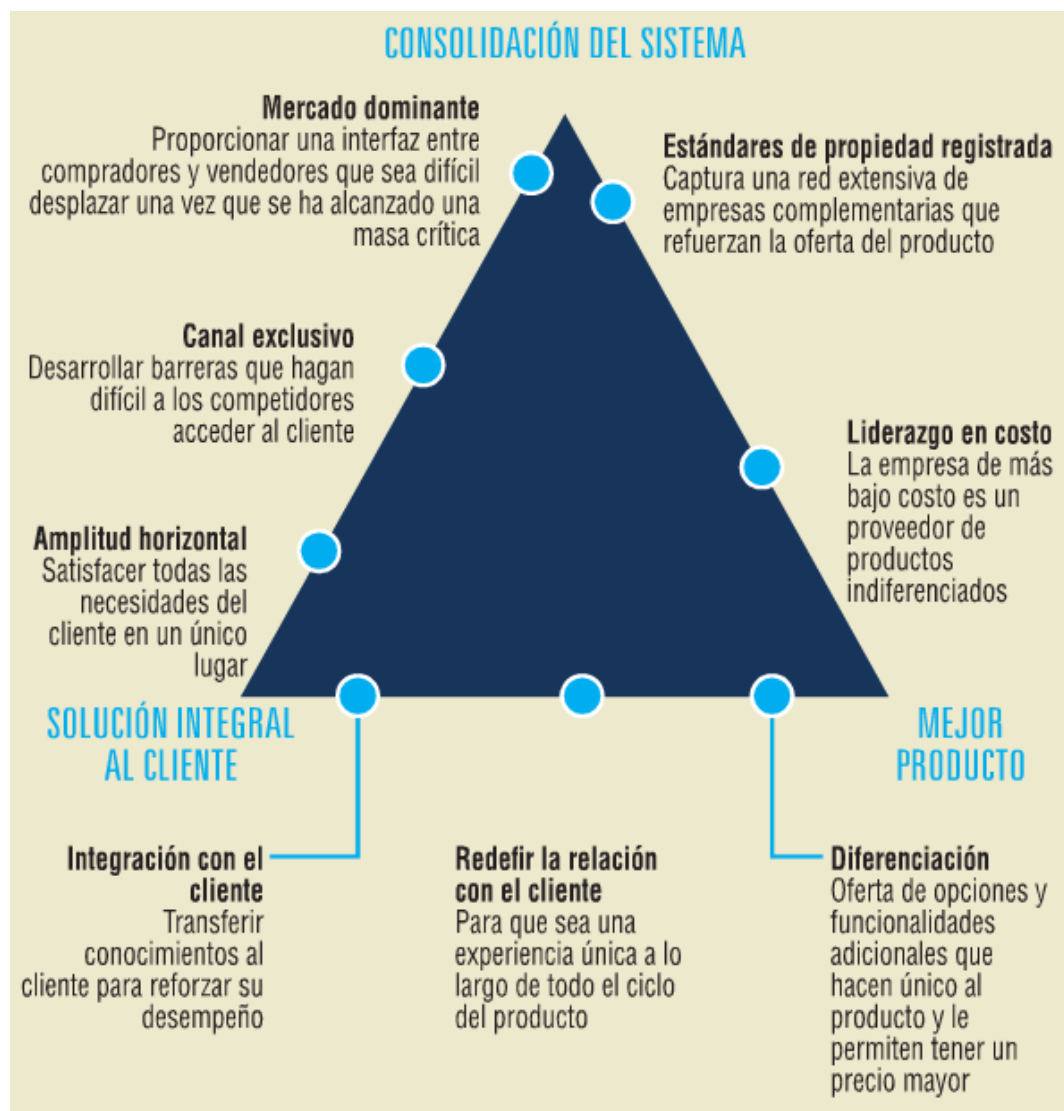 CONSOLIDACIÓN DEL SISTEMA
Mercado dominante
Proporcionar una interfaz entre
compradores y vendedores que sea difícil
desplazar una vez que se ha alcanzado una
masa crítica
Estándares de propiedad registrada
Captura una red extensiva de
empresas complementarias que
refuerzan la oferta del producto
Canal exclusivo
Desarrollar barreras que hagan
difícil a los competidores
acceder al cliente
Liderazgo en costo
La empresa de más
bajo costo es un
proveedor de
productos
indiferenciados
Amplitud horizontal
Satisfacer todas las
necesidades del
cliente en un único
lugar
SOLUCIÓN INTEGRAL
AL CLIENTE
MEJOR
PRODUCTO
Integración con el
cliente
Transferir
conocimientos al
cliente para reforzar su
desempeño
Redefir la relación
con el cliente
Para que sea una
experiencia única a lo
largo de todo el ciclo
del producto
Diferenciación
Oferta de opciones y
funcionalidades
adicionales que
hacen único al
producto y le
permiten tener un
precio mayor